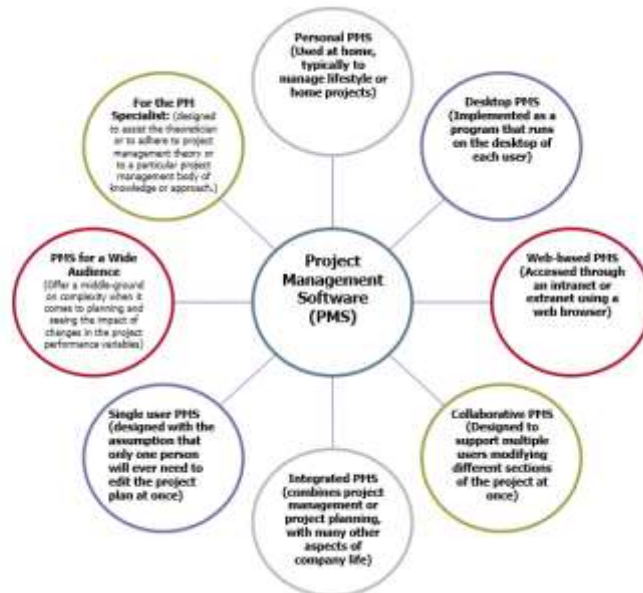 Personal PMS
(Used at home,
typically to
manage lifestyle or
home projects)
Desktop PMS
(Implemented as a
program that runs
on the desktop of
each user)
Web-based PMS
(Accessed through
an intranet or
extranet using a
web browser)
Collaborative PMS
(Designed to
support multiple
users modifying
different sections
of the project at
once)
Integrated PMS
(combines project
management or
project planning,
with many other
aspects of
company life)
Single user PMS
(designed with the
assumption that
only one person
will ever need to
edit the project
plan at once)
PMS for a Wide
Audience
(Offer a middle-ground
on complexity when it
comes to planning and
seeing the impact of
changes in the project
performance variables)
For the PM
Specialist: (designed
to assist the theoretician
or to adhere to project
management theory or
to a particular project
management body of
knowledge or approach.)
Project
Management
Software
(PMS)